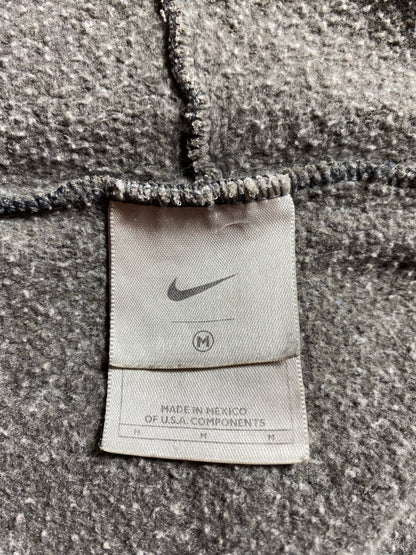 M
MADE IN MEXICO
OF U.S.A. COMPONENTS
M M M